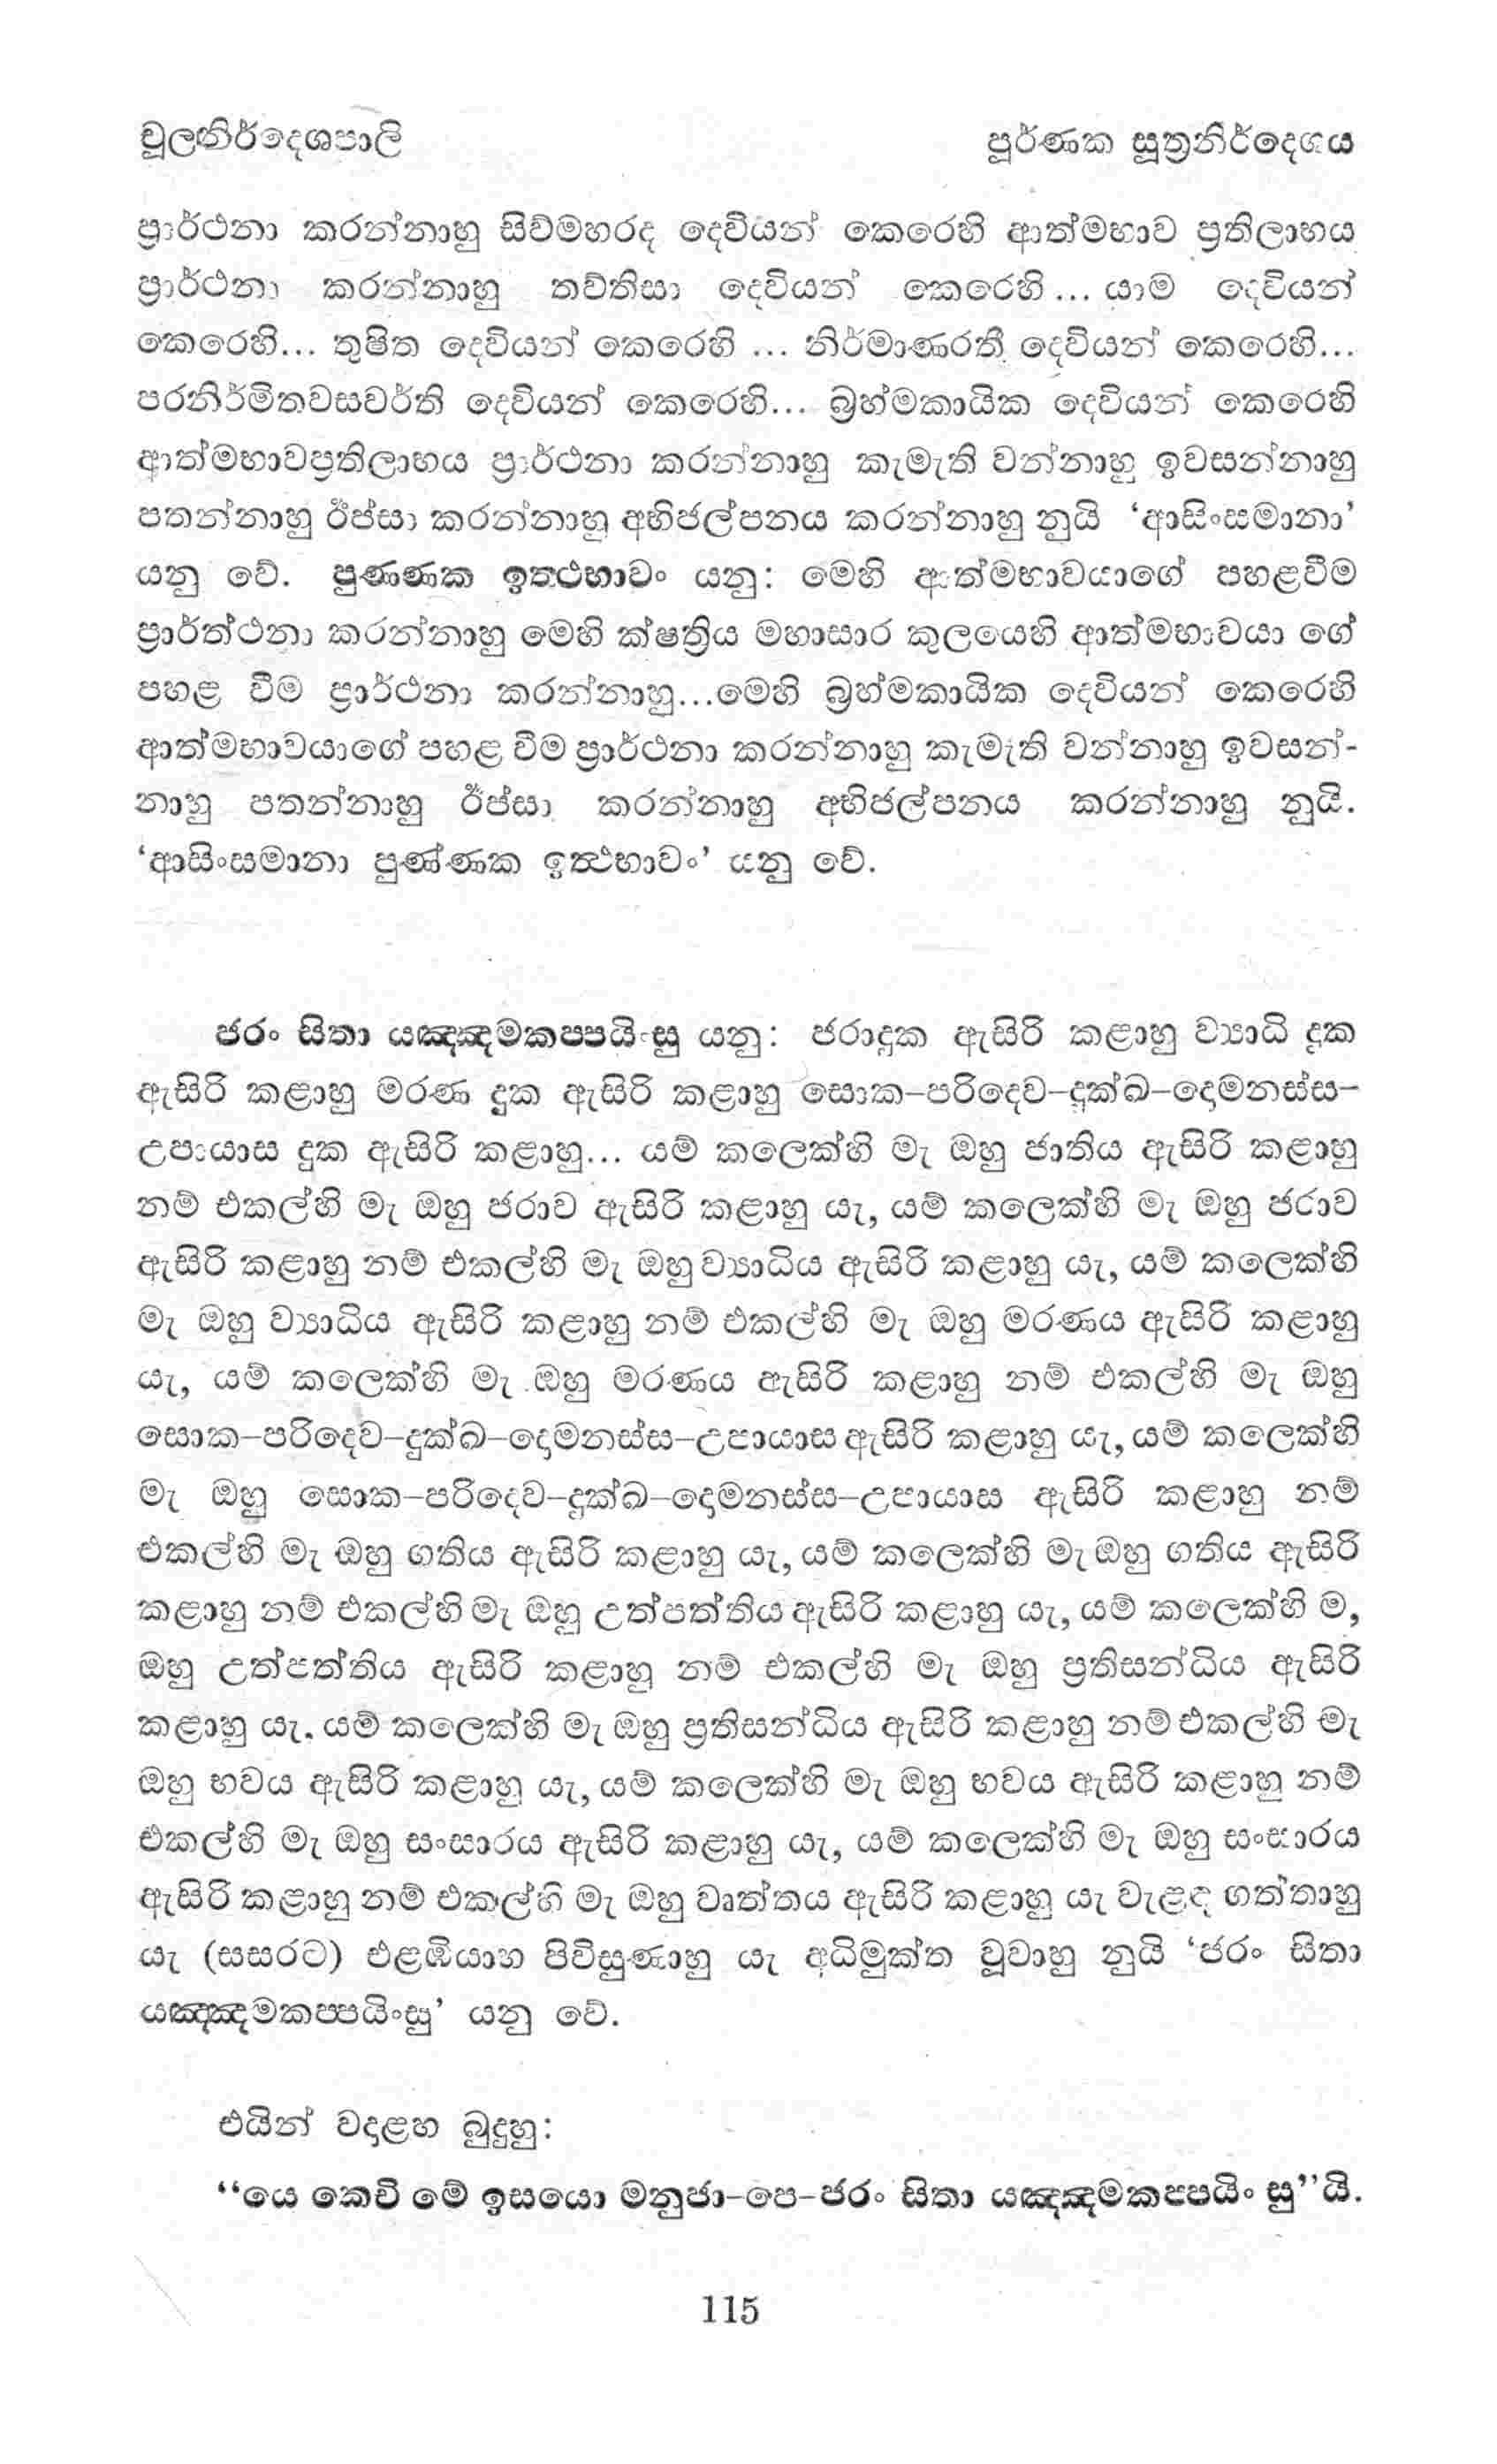 චූලනිර්දෙශපාලි පූර්ණක සූත්‍රනිර්දෙශය
ප්‍රාර්ථනා කරන්නාහු සිව්මහරද දෙවියන් කෙරෙහි ආත්මභාව ප්‍රතිලාභය
ප්‍රාර්ථනා කරන්නාහු තව්තිසා දෙවියන් කෙරෙහි... යාම දෙවියන්
කෙරෙහි... තුෂිත දෙවියන් කෙරෙහි ... නිර්මාණරතී දෙවියන් කෙරෙහි...
පරනිර්මිතවසවර්ති දෙවියන් කෙරෙහි... බ්‍රහ්මකායික දෙවියන් කෙරෙහි
ආත්මභාවප්‍රතිලාභය ප්‍රාර්ථනා කරන්නාහු කැමැති වන්නාහු ඉවසන්නාහු
පතන්නාහු ඊප්සා කරන්නාහු අභිජල්පනය කරන්නාහු නුයි ‘ආසිංසමානා’
යනු වේ. පුණ්ණක ඉත්‍ථභාවං යනු: මෙහි ආත්මභාවයාගේ පහළවීම
ප්‍රාර්ත්ථනා කරන්නාහු මෙහි ක්ෂත්‍රිය මහාසාර කුලයෙහි ආත්මභාවයා ගේ
පහළ වීම ප්‍රාර්ථනා කරන්නාහු...මෙහි බ්‍රහ්මකායික දෙවියන් කෙරෙහි
ආත්මභාවයාගේ පහළ වීම ප්‍රාර්ථනා කරන්නාහු කැමැති වන්නාහු ඉවසන්-
නාහු පතන්නාහු ඊප්සා කරන්නාහු අභිජල්පනය කරන්නාහු නුයි.
‘ආසිංසමානා පුණ්ණක ඉත්‍ථභාවං’ යනු වේ.
ජරං සිතා යඤ්ඤමකප්පයිංසු යනු: ජරාදුක ඇසිරි කළාහු ව්‍යාධි දුක
ඇසිරි කළාහු මරණ දුක ඇසිරි කළාහු සොක–පරිදෙව–දුක්ඛ–දොමනස්ස–
උපායාස දුක ඇසිරි කළාහු... යම් කලෙක්හි මැ ඔහු ජාතිය ඇසිරි කළාහු
නම් එකල්හි මැ ඔහු ජරාව ඇසිරි කළාහු යැ, යම් කලෙක්හි මැ ඔහු ජරාව
ඇසිරි කළාහු නම් එකල්හි මැ ඔහු ව්‍යාධිය ඇසිරි කළාහු යැ, යම් කලෙක්හි
මැ ඔහු ව්‍යාධිය ඇසිරි කළාහු නම් එකල්හි මැ ඔහු මරණය ඇසිරි කළාහු
යැ, යම් කලෙක්හි මැ ඔහු මරණය ඇසිරි කළාහු නම් එකල්හි මැ ඔහු
සොක–පරිදෙව–දුක්ඛ–දොමනස්ස–උපායාස ඇසිරි කළාහු යැ, යම් කලෙක්හි
මැ ඔහු සොක–පරිදෙව–දුක්ඛ–දොමනස්ස–උපායාස ඇසිරි කළාහු නම්
එකල්හි මැ ඔහු ගතිය ඇසිරි කළාහු යැ, යම් කලෙක්හි මැ ඔහු ගතිය ඇසිරි
කළාහු නම් එකල්හි මැ ඔහු උත්පත්තිය ඇසිරි කළාහු යැ, යම් කලෙක්හි ම,
ඔහු උත්පත්තිය ඇසිරි කළාහු නම් එකල්හි මැ ඔහු ප්‍රතිසන්ධිය ඇසිරි
කළාහු යැ. යම් කලෙක්හි මැ ඔහු ප්‍රතිසන්ධිය ඇසිරි කළාහු නම් එකල්හි මැ
ඔහු භවය ඇසිරි කළාහු යැ, යම් කලෙක්හි මැ ඔහු භවය ඇසිරි කළාහු නම්
එකල්හි මැ ඔහු සංසාරය ඇසිරි කළාහු යැ, යම් කලෙක්හි මැ ඔහු සංසාරය
ඇසිරි කළාහු නම් එකල්හි මැ ඔහු වෘත්තය ඇසිරි කළාහු යැ වැළඳ ගත්තාහු
යැ (සසරට) එළඹියාහ පිවිසුණාහු යැ අධිමුක්ත වූවාහු නුයි ‘ජරං සිතා
යඤ්ඤමකප්පයිංසු’ යනු වේ.
එයින් වදාළහ බුදුහු:
“යෙ කෙචි මේ ඉසයො මනුජා–පෙ–ජරං සිතා යඤ්ඤමකප්පයිං සු”යි.
115